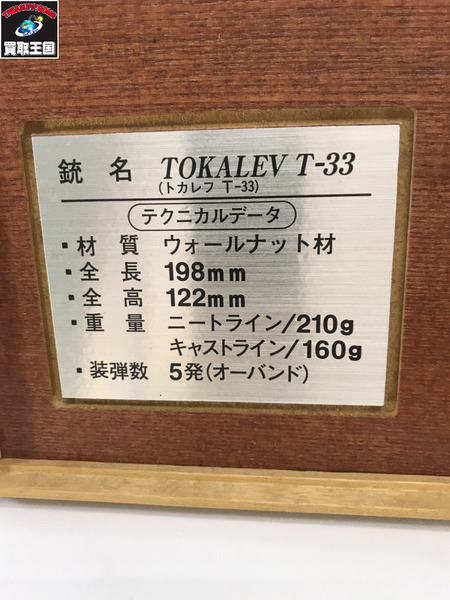 TOKAI-OUKOKU
買取王国
銃名 TOKALEV T-33
(トカレフ T-33)
テクニカルデータ
▪材質 ウォールナット材
▪全長 198mm
▪全高 122mm
▪重量 ニートライン/210g
キャストライン/160g
▪装弾数 5発(オーバンド)